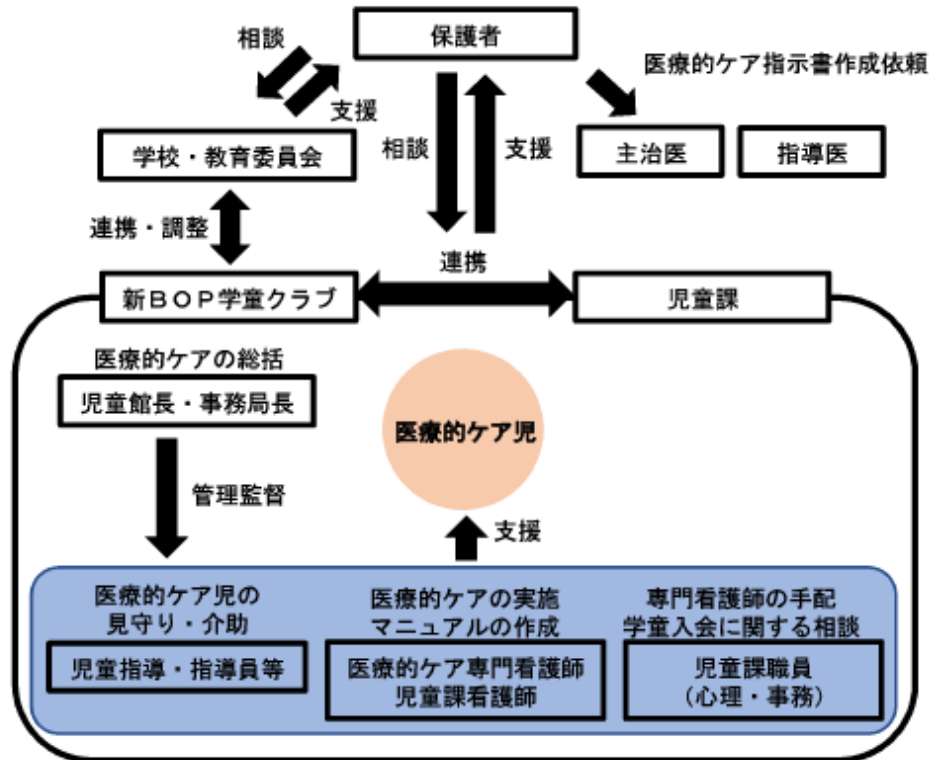 保護者
相談
支援
医療的ケア指示書作成依頼
学校・教育委員会
相談
支援
主治医
指導医
連携・調整
連携
新ＢＯＰ学童クラブ
児童課
医療的ケアの総括
児童館長・事務局長
医療的ケア児
管理監督
支援
医療的ケア児の
見守り・介助
児童指導・指導員等
医療的ケアの実施
マニュアルの作成
医療的ケア専門看護師
児童課看護師
専門看護師の手配
学童入会に関する相談
児童課職員
（心理・事務）